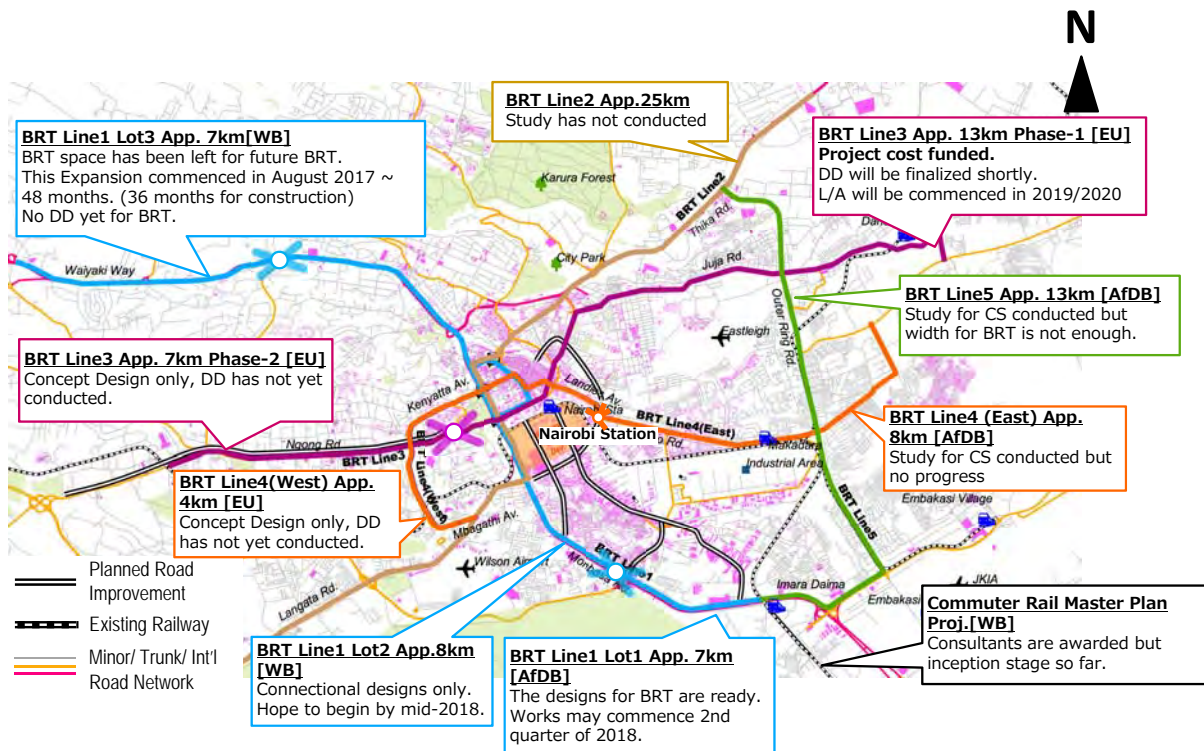 N
BRT Line2 App.25km
Study has not conducted
BRT Line1 Lot3 App. 7km[WB]
BRT space has been left for future BRT.
This Expansion commenced in August 2017 ~
48 months. (36 months for construction)
No DD yet for BRT.
BRT Line3 App. 13km Phase-1 [EU]
Project cost funded.
DD will be finalized shortly.
L/A will be commenced in 2019/2020
Karura Forest
BRT Line2
Thika Rd.
City Park
Juja Rd.
Waiyaki Way
BRT Line5 App. 13km [AfDB]
Study for CS conducted but
width for BRT is not enough.
Outer Ring Rd.
Eastleigh
BRT Line3 App. 7km Phase-2 [EU]
Concept Design only, DD has not yet
conducted.
Kenyatta Av.
BRT Line4(East)
Nairobi Station
BRT Line4 (East) App.
8km [AfDB]
Study for CS conducted but
no progress
Makadara
Industrial Area
Ngong Rd
BRT Line3
BRT Line4(West)
BRT Line4(West) App.
4km [EU]
Concept Design only, DD
has not yet conducted.
Mbagathi Av.
BRT Line5
Embakasi Village
Wilson Airport
BRT Line1
Langata Rd.
Imara Daima
JKIA
Embakasi
Planned Road
Improvement
Existing Railway
Minor/ Trunk/ Int'l
Road Network
Commuter Rail Master Plan
Proj.[WB]
Consultants are awarded but
inception stage so far.
BRT Line1 Lot2 App.8km
[WB]
Connectional designs only.
Hope to begin by mid-2018.
BRT Line1 Lot1 App. 7km
[AfDB]
The designs for BRT are ready.
Works may commence 2nd
quarter of 2018.